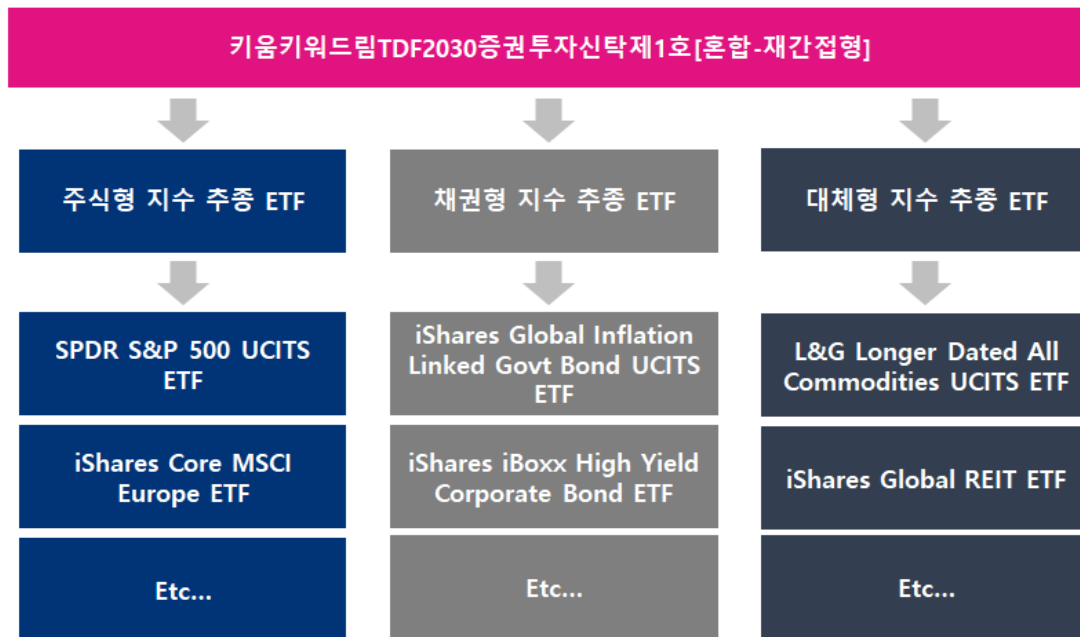 키움키워드림TDF2030증권투자신탁제1호[혼합-재간접형]
주식형 지수 추종 ETF
채권형 지수 추종 ETF
대체형 지수 추종 ETF
SPDR S&P 500 UCITS
ETF
iShares Global Inflation
Linked Govt Bond UCITS
ETF
L&G Longer Dated All
Commodities UCITS ETF
iShares Core MSCI
Europe ETF
iShares iBoxx High Yield
Corporate Bond ETF
iShares Global REIT ETF
Etc...
Etc...
Etc...